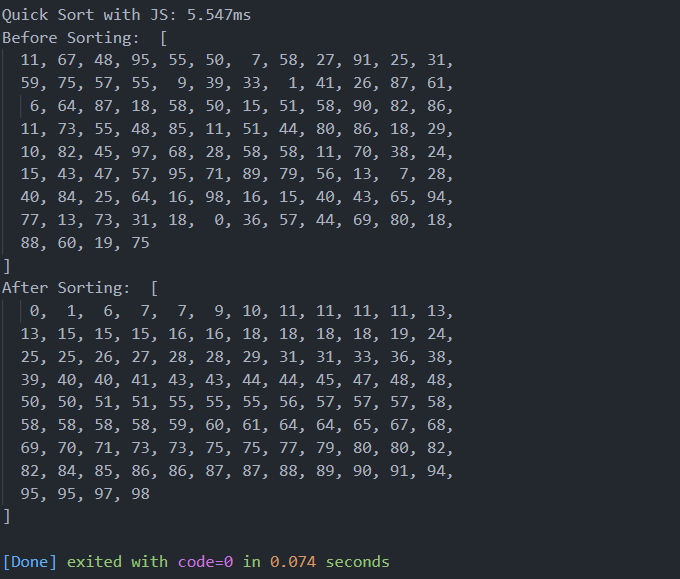 Quick Sort with JS: 5.547ms
Before Sorting:  [
  11, 67, 48, 95, 55, 50,  7, 58, 27, 91, 25, 31,
  59, 75, 57, 55,  9, 39, 33,  1, 41, 26, 87, 61,
   6, 64, 87, 18, 58, 50, 15, 51, 58, 90, 82, 86,
  11, 73, 55, 48, 85, 11, 51, 44, 80, 86, 18, 29,
  10, 82, 45, 97, 68, 28, 58, 58, 11, 70, 38, 24,
  15, 43, 47, 57, 95, 71, 89, 79, 56, 13,  7, 28,
  40, 84, 25, 64, 16, 98, 16, 15, 40, 43, 65, 94,
  77, 13, 73, 31, 18,  0, 36, 57, 44, 69, 80, 18,
  88, 60, 19, 75
]
After Sorting:  [
   0,  1,  6,  7,  7,  9, 10, 11, 11, 11, 11, 13,
  13, 15, 15, 15, 16, 16, 18, 18, 18, 18, 19, 24,
  25, 25, 26, 27, 28, 28, 29, 31, 31, 33, 36, 38,
  39, 40, 40, 41, 43, 43, 44, 44, 45, 47, 48, 48,
  50, 50, 51, 51, 55, 55, 55, 56, 57, 57, 57, 58,
  58, 58, 58, 58, 59, 60, 61, 64, 64, 65, 67, 68,
  69, 70, 71, 73, 73, 75, 75, 77, 79, 80, 80, 82,
  82, 84, 85, 86, 86, 87, 87, 88, 89, 90, 91, 94,
  95, 95, 97, 98
]
[Done] exited with code=0 in 0.074 seconds